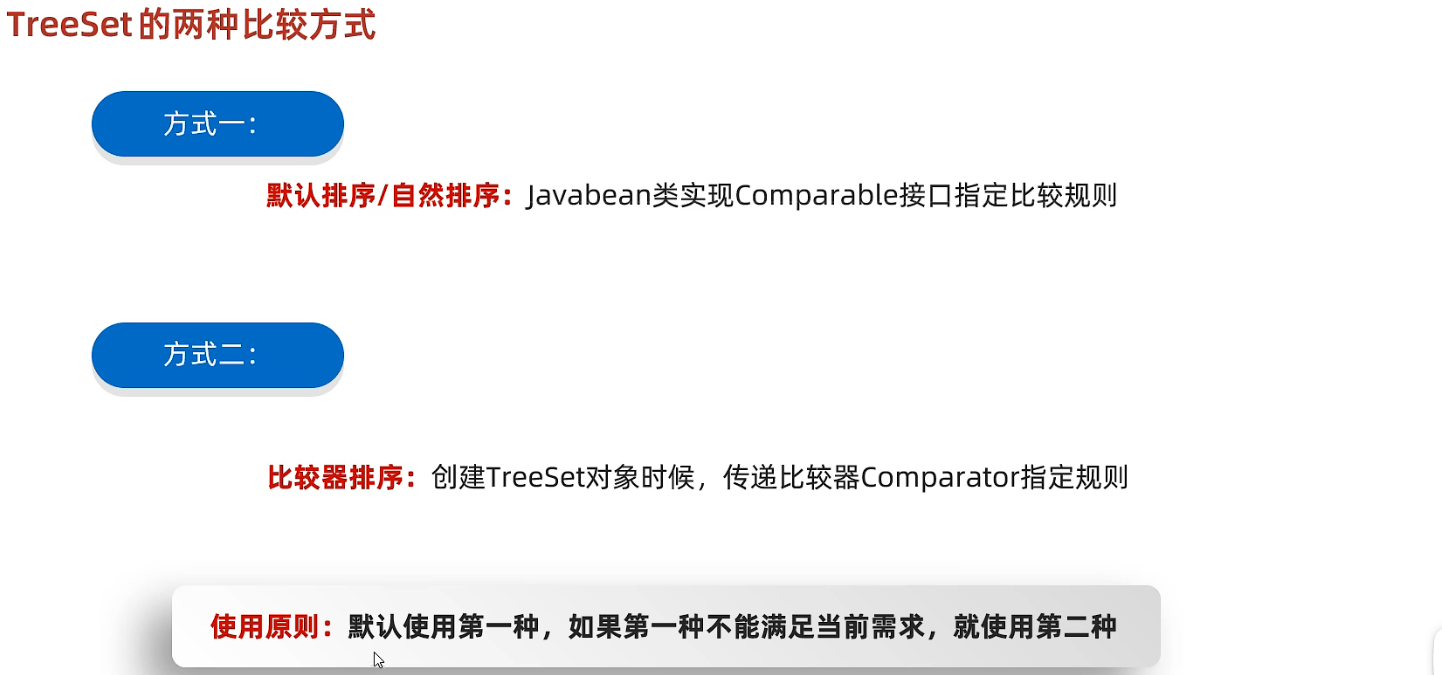 TreeSet的两种比较方式
方式一：
默认排序/自然排序：Javabean类实现Comparable接口指定比较规则
方式二：
比较器排序：创建TreeSet对象时候，传递比较器Comparator指定规则
使用原则：默认使用第一种，如果第一种不能满足当前需求，就使用第二种